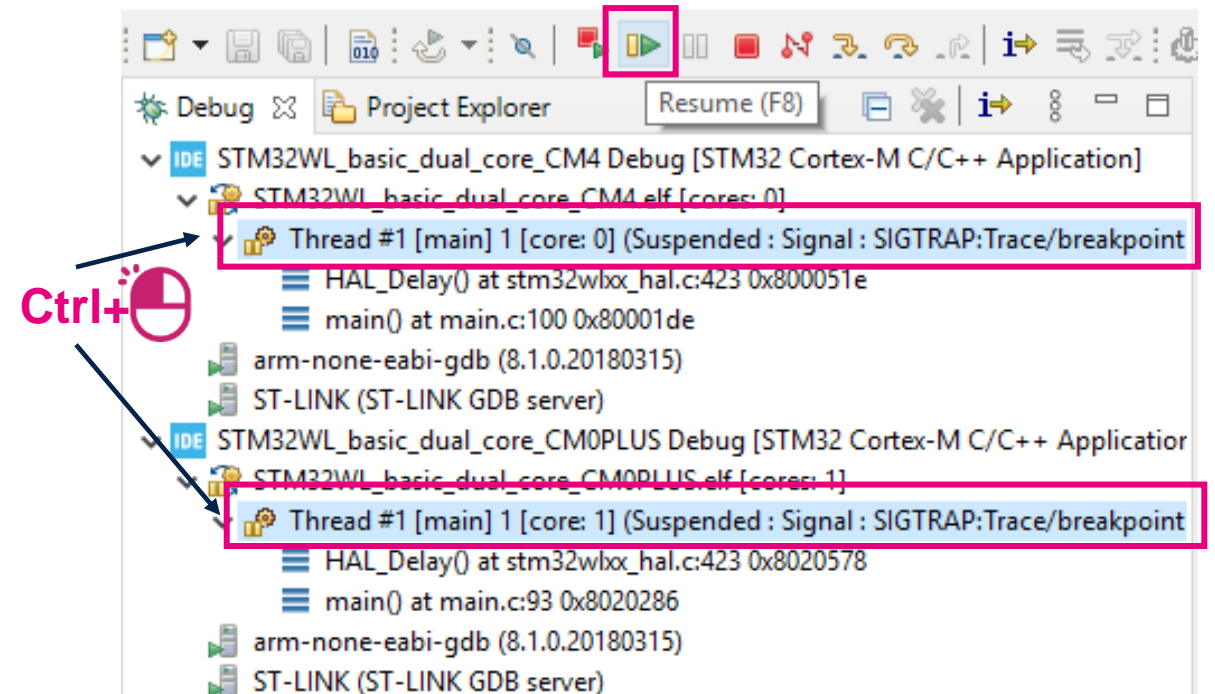 010
Debug Project Explorer
Resume (F8)
IDE STM32WL_basic_dual_core_CM4 Debug [STM32 Cortex-M C/C++ Application]
STM32WL_basic_dual_core_CM4.elf [cores: 0]
Thread #1 [main] 1 [core: 0] (Suspended : Signal : SIGTRAP:Trace/breakpoint
HAL_Delay() at stm32wlxx_hal.c:423 0x800051e
Ctrl+
main() at main.c:100 0x80001de
arm-none-eabi-gdb (8.1.0.20180315)
ST-LINK (ST-LINK GDB server)
IDE STM32WL_basic_dual_core_CM0PLUS Debug [STM32 Cortex-M C/C++ Application
STM32WL_basic_dual_core_CM0PLUS.elf [cores: 1]
Thread #1 [main] 1 [core: 1] (Suspended : Signal : SIGTRAP:Trace/breakpoint
HAL_Delay() at stm32wlxx_hal.c:423 0x8020578
main() at main.c:93 0x8020286
arm-none-eabi-gdb (8.1.0.20180315)
ST-LINK (ST-LINK GDB server)